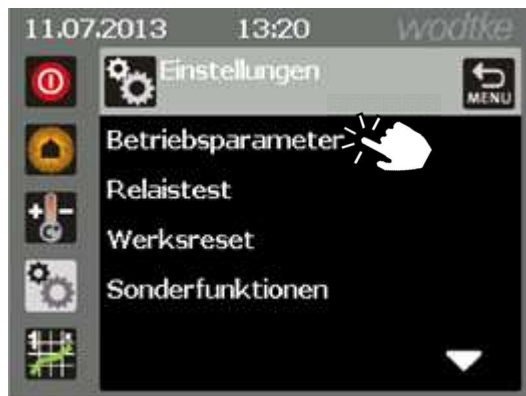 11.07.2013 13:20 wodtke
Einstellungen
MENU
Betriebsparameter
Relaistest
Werksreset
Sonderfunktionen